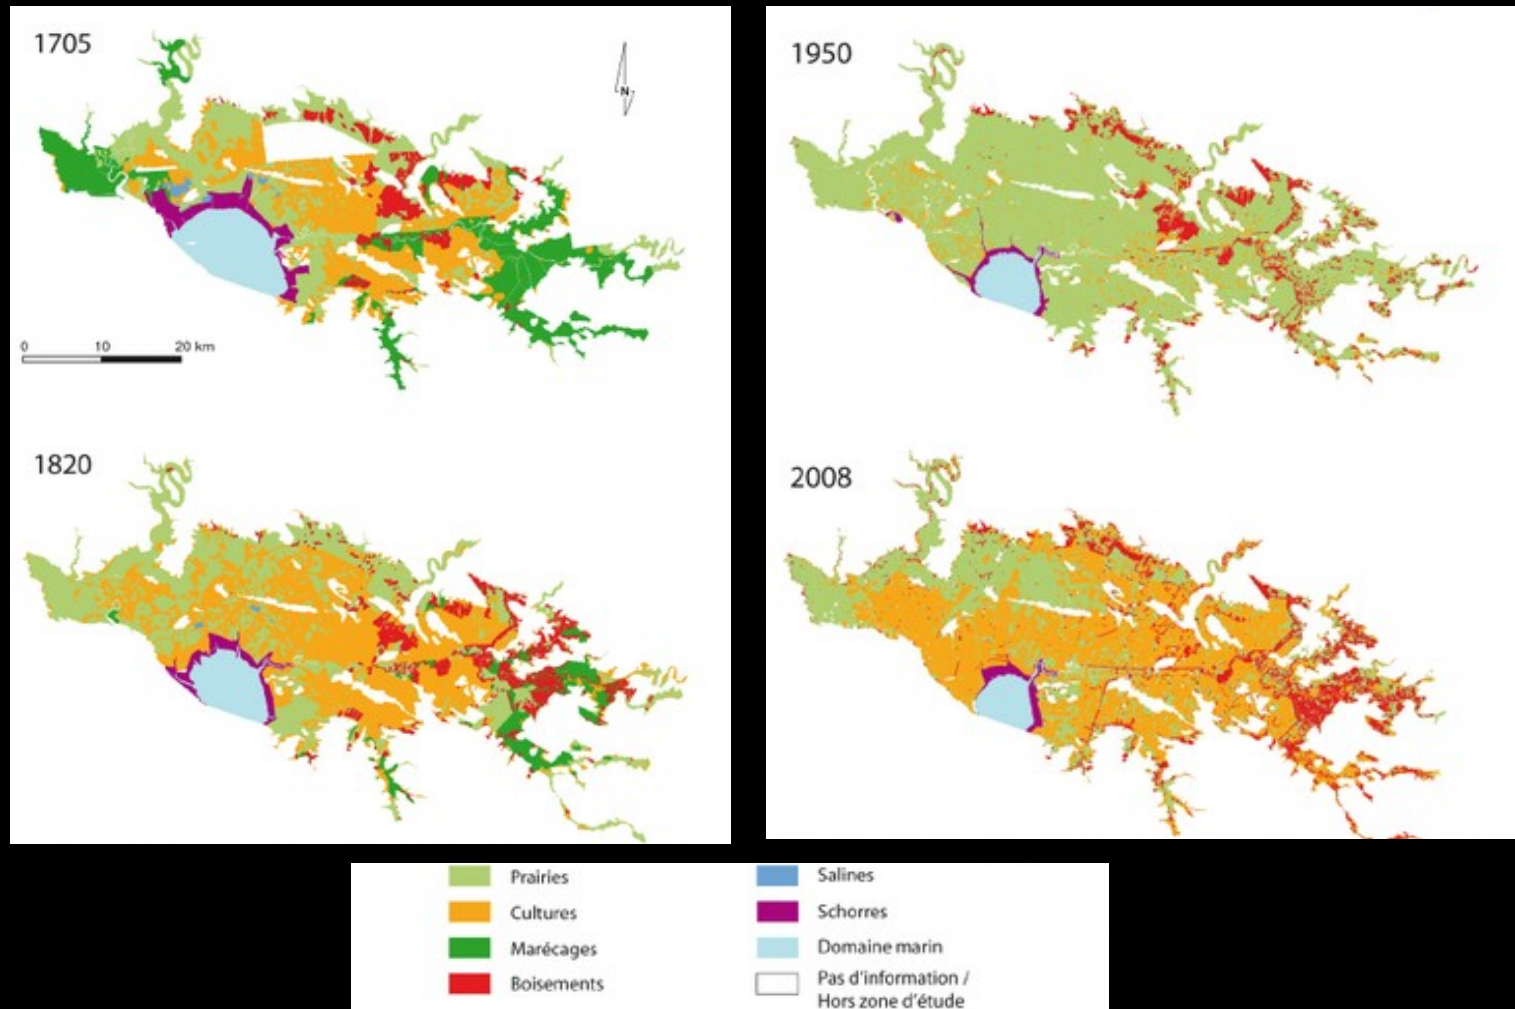 1705
N
0 10 20 km
1820
1950
2008
Prairies
Cultures
Marécages
Boisements
Salines
Schorres
Domaine marin
Pas d'information /
Hors zone d'étude